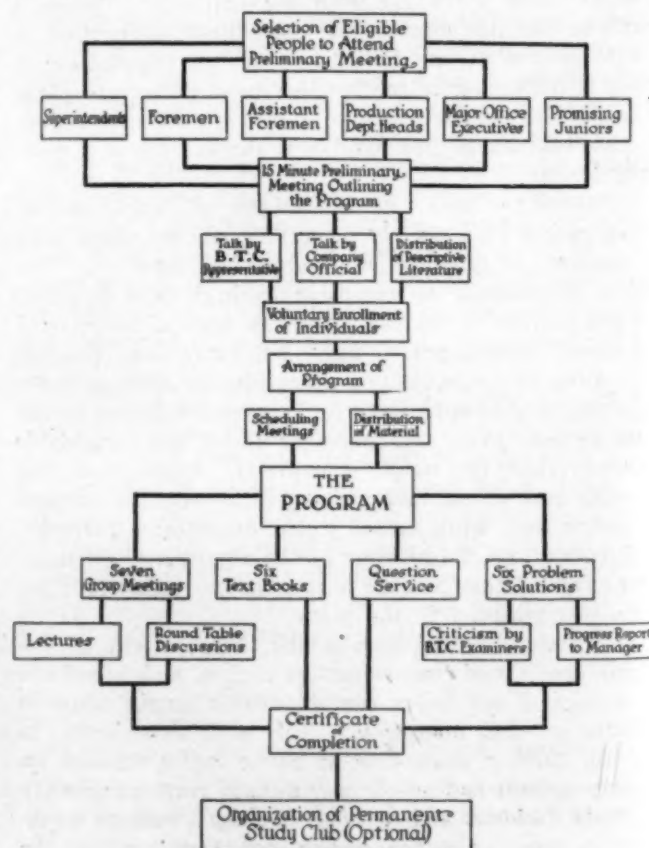 Selection of Eligible
People to Attend
Preliminary Meeting.
Superintendents
Foremen
Assistant
Foremen
Production
Dept. Heads
Major Office
Executives
Promising
Juniors
15 Minute Preliminary
Meeting Outlining
the Program
Talk by
B.T.C.
Representative
Talk by
Company
Official
Distribution
of Descriptive
Literature
Voluntary Enrollment
of Individuals
Arrangement of
Program
Scheduling
Meetings
Distribution
of Material
THE
PROGRAM
Seven
Group Meetings
Six
Text Books
Question
Service
Six Problem
Solutions
Lectures
Round Table
Discussions
Criticism by
B.T.C. Examiners
Progress Report
to Manager
Certificate
of
Completion
Organization of Permanent
Study Club (Optional)